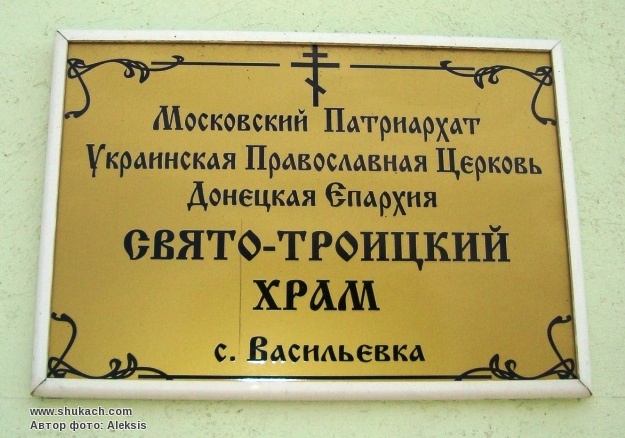 Московский Патриархат
Украинская Православная Церковь
Донецкая Епархия
СВЯТО-ТРОИЦКИЙ
ХРАМ
с. Васильевка
www.shukach.com
Автор фото: Aleksis